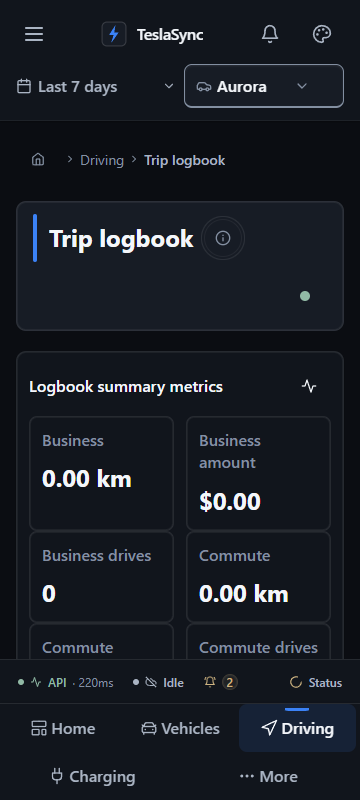 TeslaSync
Last 7 days
Aurora
Driving
Trip logbook
Trip logbook
Logbook summary metrics
Business
0.00 km
Business amount
$0.00
Business drives
0
Commute
0.00 km
Commute
Commute drives
API · 220ms
Idle
2
Status
Home
Vehicles
Driving
Charging
More